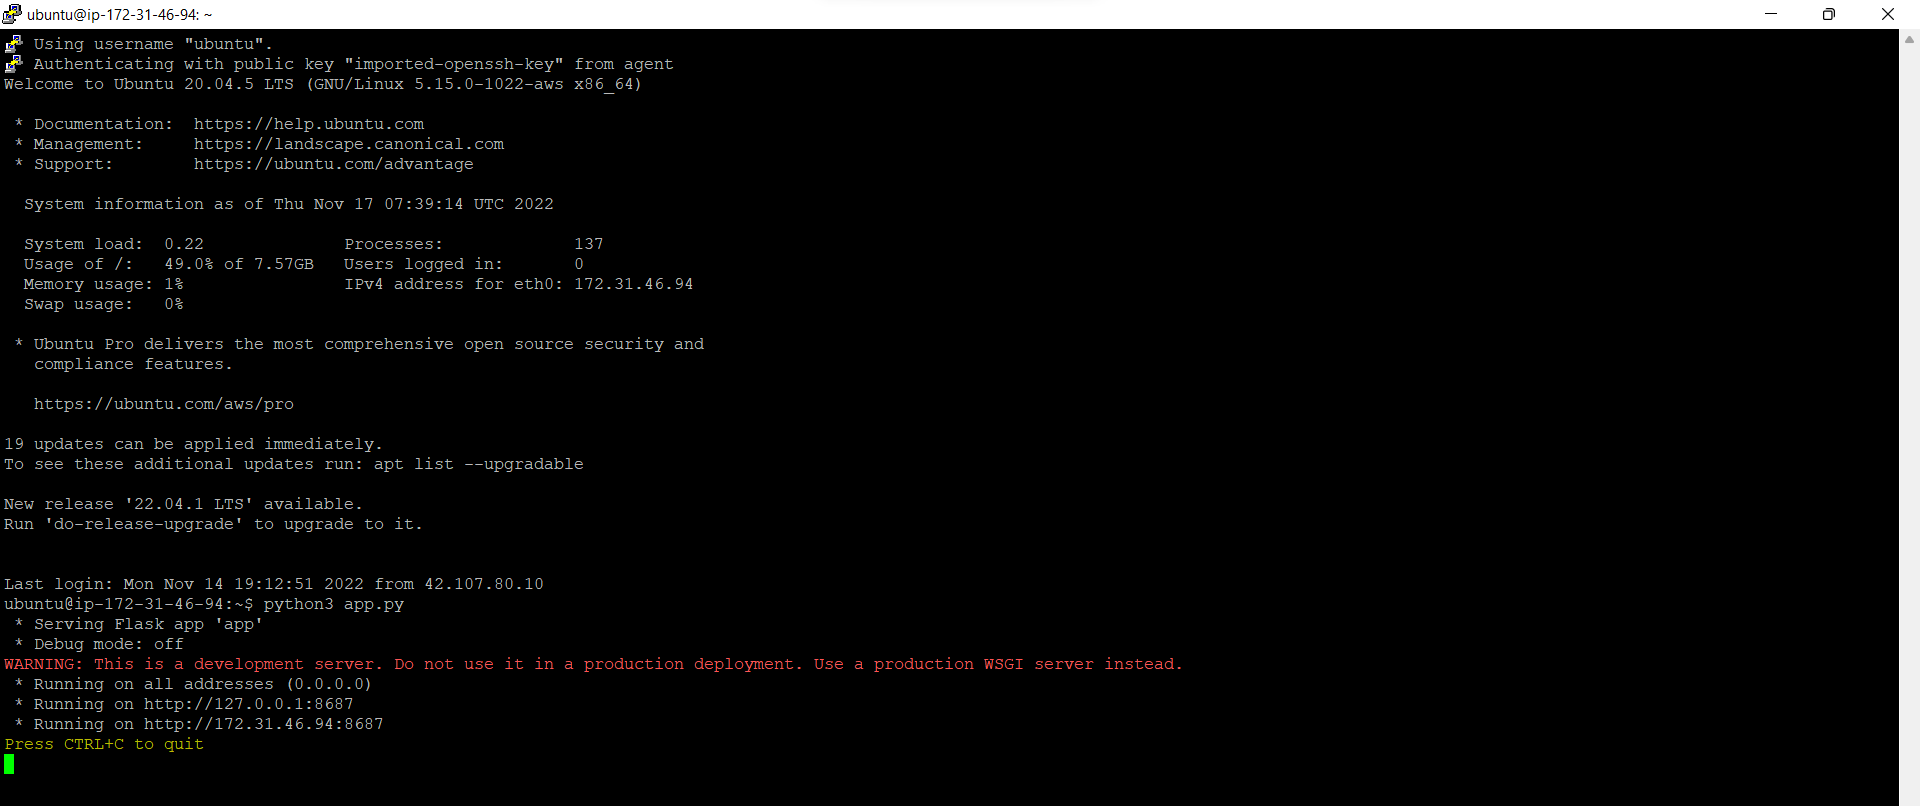 ubuntu@ip-172-31-46-94: ~
Using username "ubuntu".
Authenticating with public key "imported-openssh-key" from agent
Welcome to Ubuntu 20.04.5 LTS (GNU/Linux 5.15.0-1022-aws x86_64)
* Documentation:  https://help.ubuntu.com
* Management:     https://landscape.canonical.com
* Support:        https://ubuntu.com/advantage
System information as of Thu Nov 17 07:39:14 UTC 2022
System load:  0.22              Processes:             137
Usage of /:   49.0% of 7.57GB   Users logged in:       0
Memory usage: 1%                IPv4 address for eth0: 172.31.46.94
Swap usage:   0%
* Ubuntu Pro delivers the most comprehensive open source security and
compliance features.
https://ubuntu.com/aws/pro
19 updates can be applied immediately.
To see these additional updates run: apt list --upgradable
New release '22.04.1 LTS' available.
Run 'do-release-upgrade' to upgrade to it.
Last login: Mon Nov 14 19:12:51 2022 from 42.107.80.10
ubuntu@ip-172-31-46-94:~$ python3 app.py
* Serving Flask app 'app'
* Debug mode: off
WARNING: This is a development server. Do not use it in a production deployment. Use a production WSGI server instead.
* Running on all addresses (0.0.0.0)
* Running on http://127.0.0.1:8687
* Running on http://172.31.46.94:8687
Press CTRL+C to quit